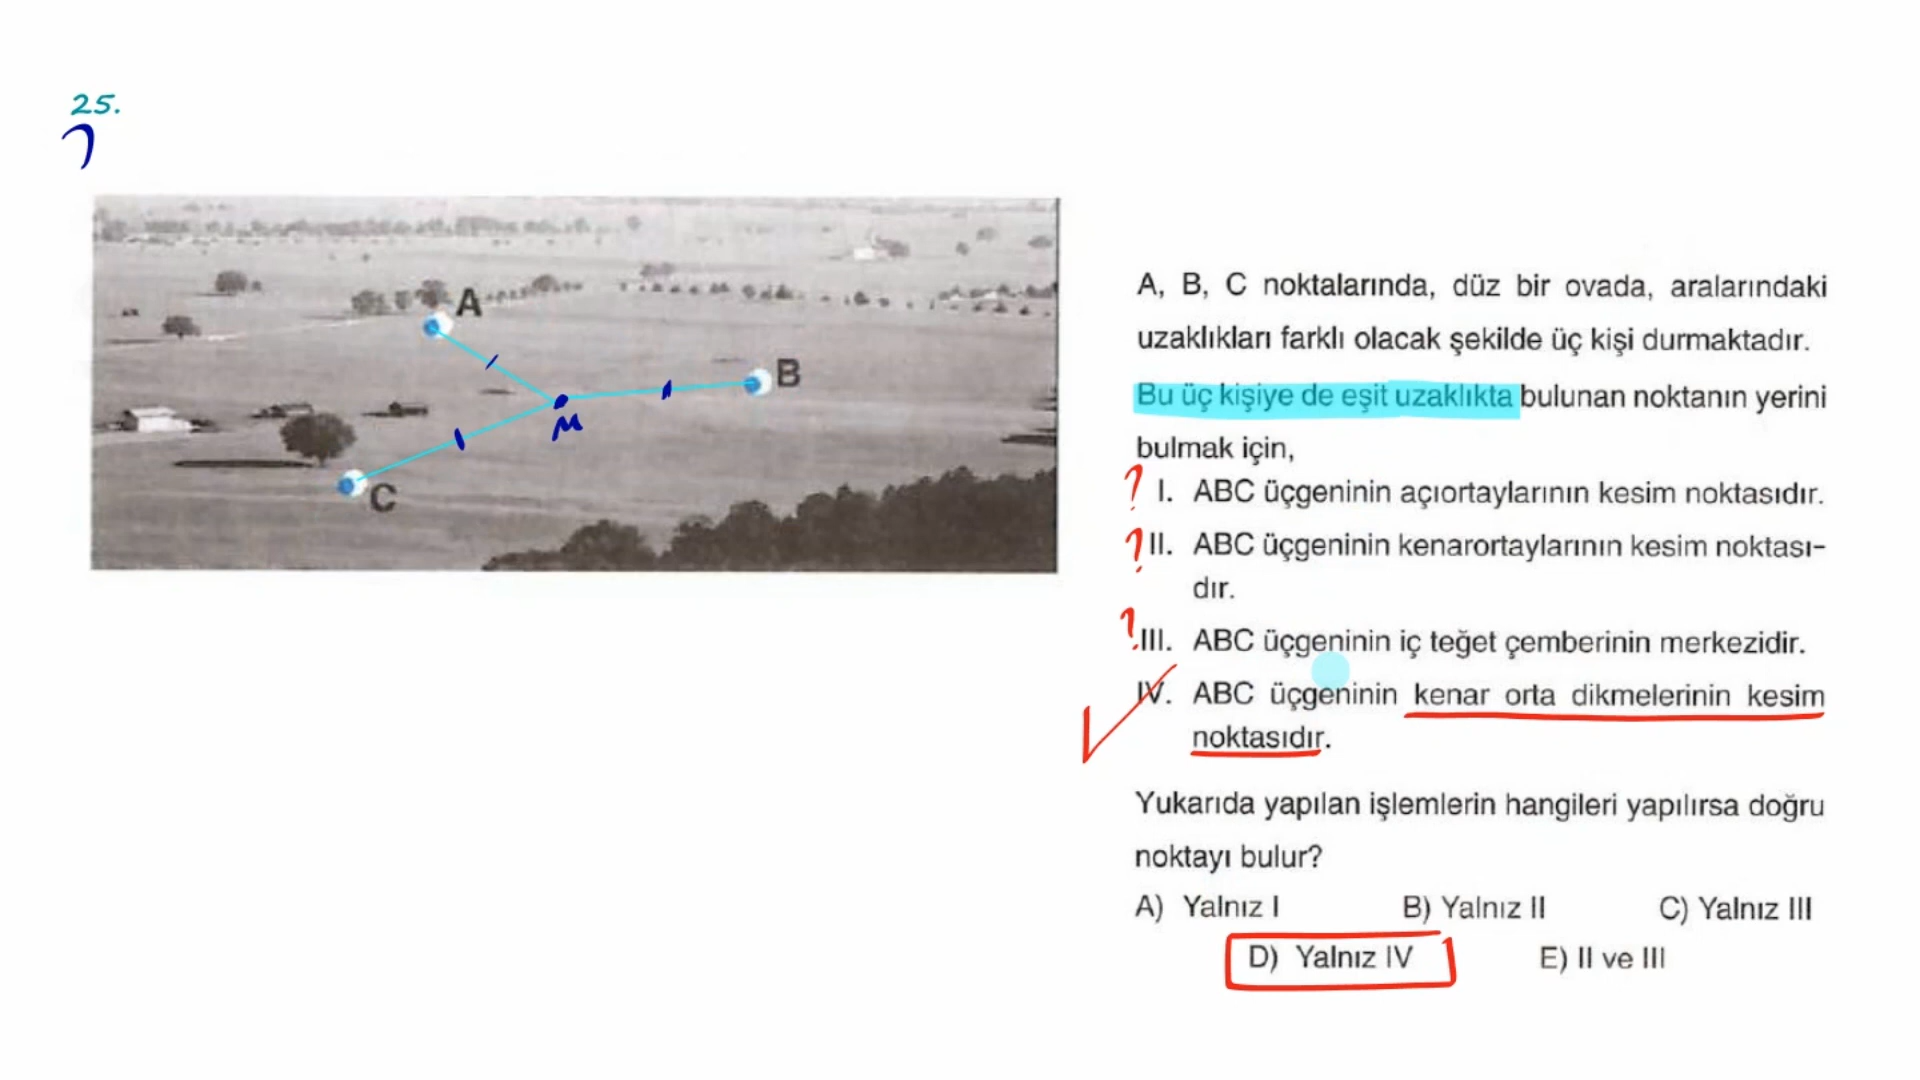 25.
A
B
M
C
A, B, C noktalarında, düz bir ovada, aralarındaki
uzaklıkları farklı olacak şekilde üç kişi durmaktadır.
Bu üç kişiye de eşit uzaklıkta bulunan noktanın yerini
bulmak için,
? I. ABC üçgeninin açıortaylarının kesim noktasıdır.
? II. ABC üçgeninin kenarortaylarının kesim noktası-
dır.
? III. ABC üçgeninin iç teğet çemberinin merkezidir.
IV. ABC üçgeninin kenar orta dikmelerinin kesim
noktasıdır.
Yukarıda yapılan işlemlerin hangileri yapılırsa doğru
noktayı bulur?
A) Yalnız I B) Yalnız II C) Yalnız III
D) Yalnız IV E) II ve III